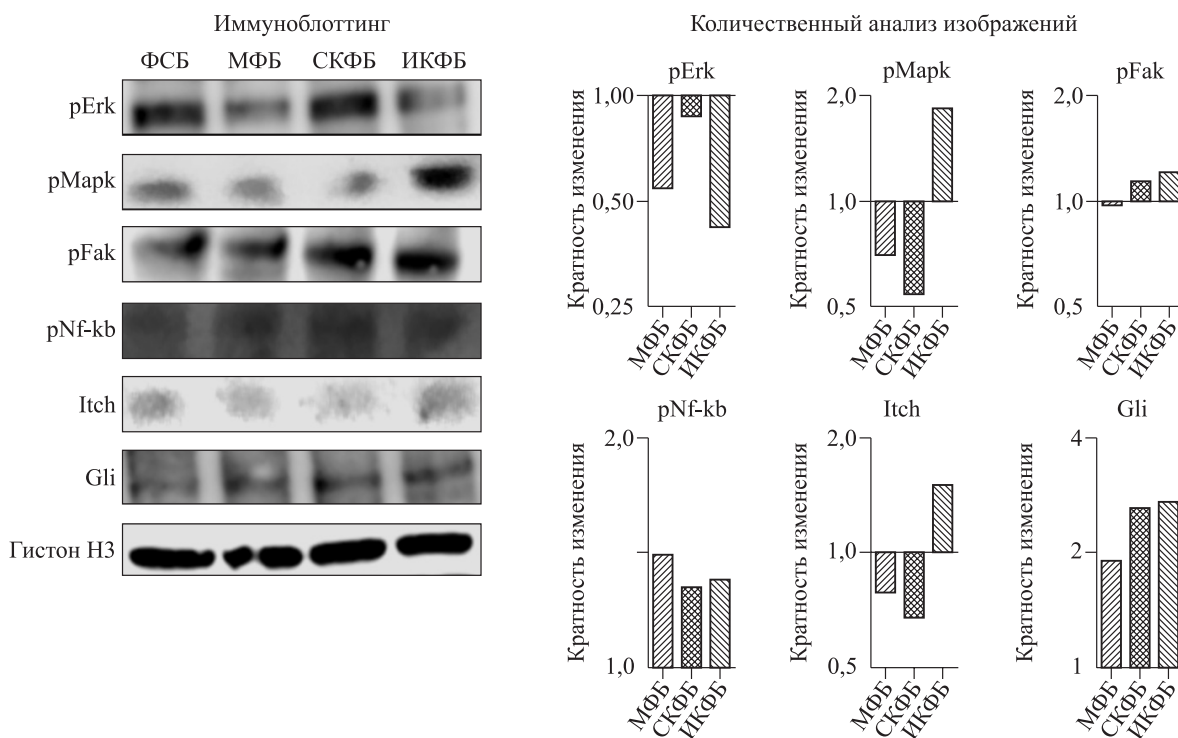 Иммуноблоттинг
ФСБ МФБ СКФБ ИКФБ
pErk
pMapk
pFak
pNf-kb
Itch
Gli
Гистон H3
Количественный анализ изображений
pErk
Кратность изменения
1,00
0,50
0,25
МФБ
СКФБ
ИКФБ
pMapk
Кратность изменения
2,0
1,0
0,5
МФБ
СКФБ
ИКФБ
pFak
Кратность изменения
2,0
1,0
0,5
МФБ
СКФБ
ИКФБ
pNf-kb
Кратность изменения
2,0
1,0
МФБ
СКФБ
ИКФБ
Itch
Кратность изменения
2,0
1,0
0,5
МФБ
СКФБ
ИКФБ
Gli
Кратность изменения
4
2
1
МФБ
СКФБ
ИКФБ